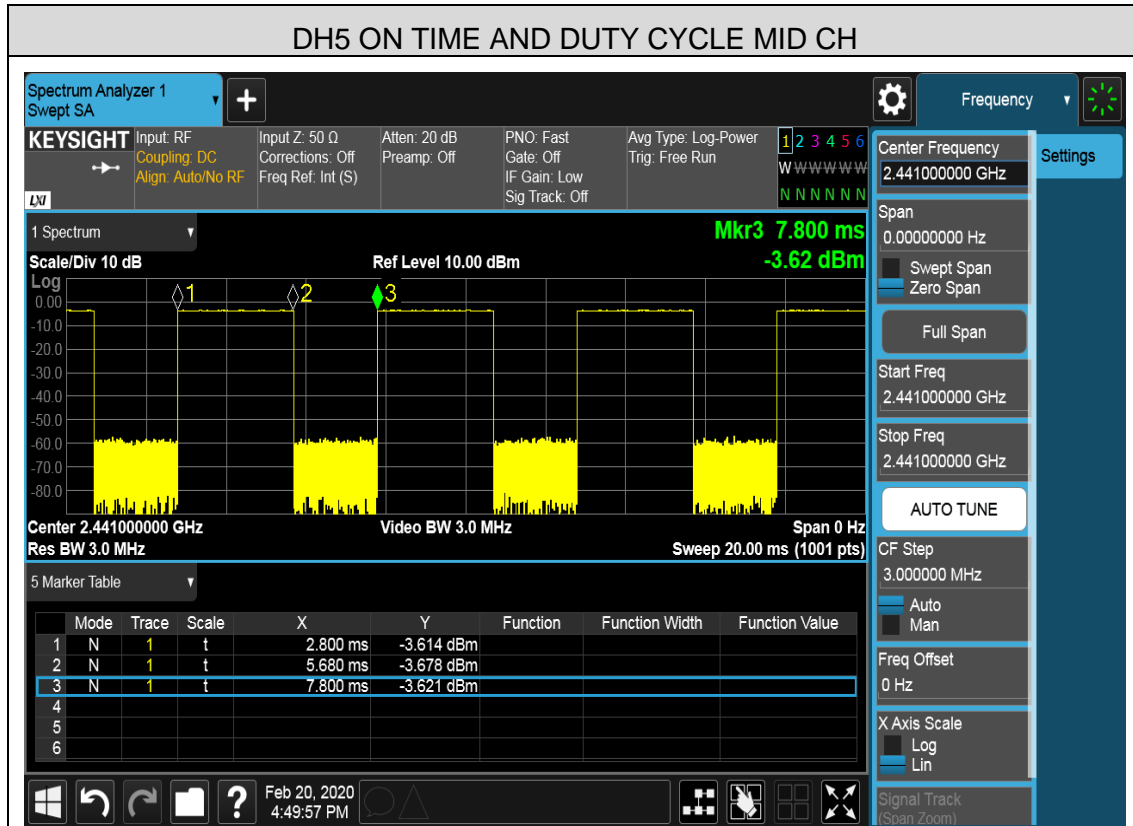 DH5 ON TIME AND DUTY CYCLE MID CH
Spectrum Analyzer 1
Swept SA
+
Frequency
KEYSIGHT
LXI
Input: RF
Coupling: DC
Align: Auto/No RF
Input Z: 50 Ω
Corrections: Off
Freq Ref: Int (S)
Atten: 20 dB
Preamp: Off
PNO: Fast
Gate: Off
IF Gain: Low
Sig Track: Off
Avg Type: Log-Power
Trig: Free Run
1 2 3 4 5 6
W W W W W W
N N N N N N
1 Spectrum
Scale/Div 10 dB
Ref Level 10.00 dBm
Mkr3 7.800 ms
-3.62 dBm
Log
0.00
-10.0
-20.0
-30.0
-40.0
-50.0
-60.0
-70.0
-80.0
1
2
3
Center 2.441000000 GHz
Video BW 3.0 MHz
Span 0 Hz
Res BW 3.0 MHz
Sweep 20.00 ms (1001 pts)
5 Marker Table
Mode Trace Scale X Y Function Function Width Function Value
1 N 1 t 2.800 ms -3.614 dBm
2 N 1 t 5.680 ms -3.678 dBm
3 N 1 t 7.800 ms -3.621 dBm
4
5
6
Center Frequency
2.441000000 GHz
Settings
Span
0.00000000 Hz
Swept Span
Zero Span
Full Span
Start Freq
2.441000000 GHz
Stop Freq
2.441000000 GHz
AUTO TUNE
CF Step
3.000000 MHz
Auto
Man
Freq Offset
0 Hz
X Axis Scale
Log
Lin
Signal Track
(Span Zoom)
?
Feb 20, 2020
4:49:57 PM